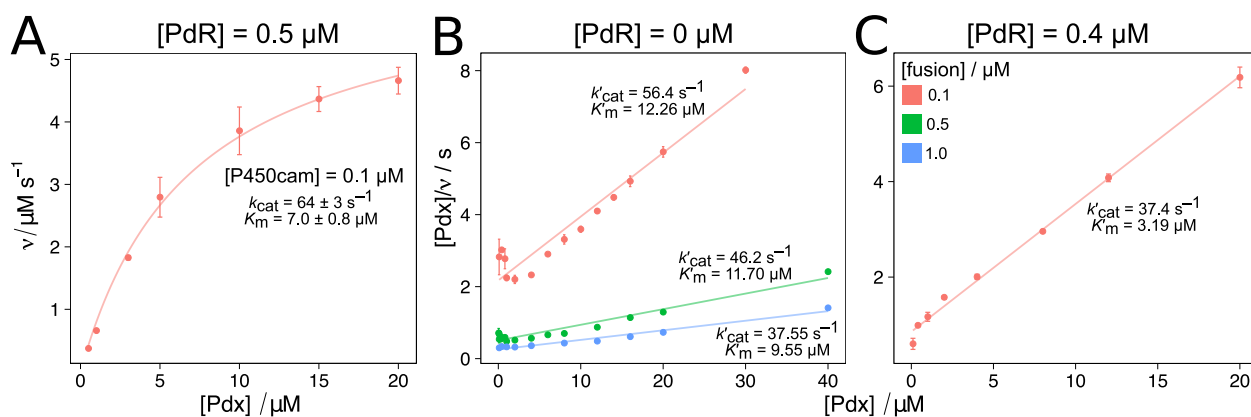 A
[PdR] = 0.5 µM
5
4
3
2
1
0
ν / µM s⁻¹
[P450cam] = 0.1 µM
kcat = 64 ± 3 s⁻¹
Km = 7.0 ± 0.8 µM
0
5
10
15
20
[Pdx] / µM
B
[PdR] = 0 µM
8
6
4
2
0
[Pdx]/ν / s
k'cat = 56.4 s⁻¹
K'm = 12.26 µM
k'cat = 46.2 s⁻¹
K'm = 11.70 µM
k'cat = 37.55 s⁻¹
K'm = 9.55 µM
0
10
20
30
40
C
[PdR] = 0.4 µM
[fusion] / µM
0.1
0.5
1.0
6
4
2
k'cat = 37.4 s⁻¹
K'm = 3.19 µM
0
5
10
15
20
[Pdx] / µM